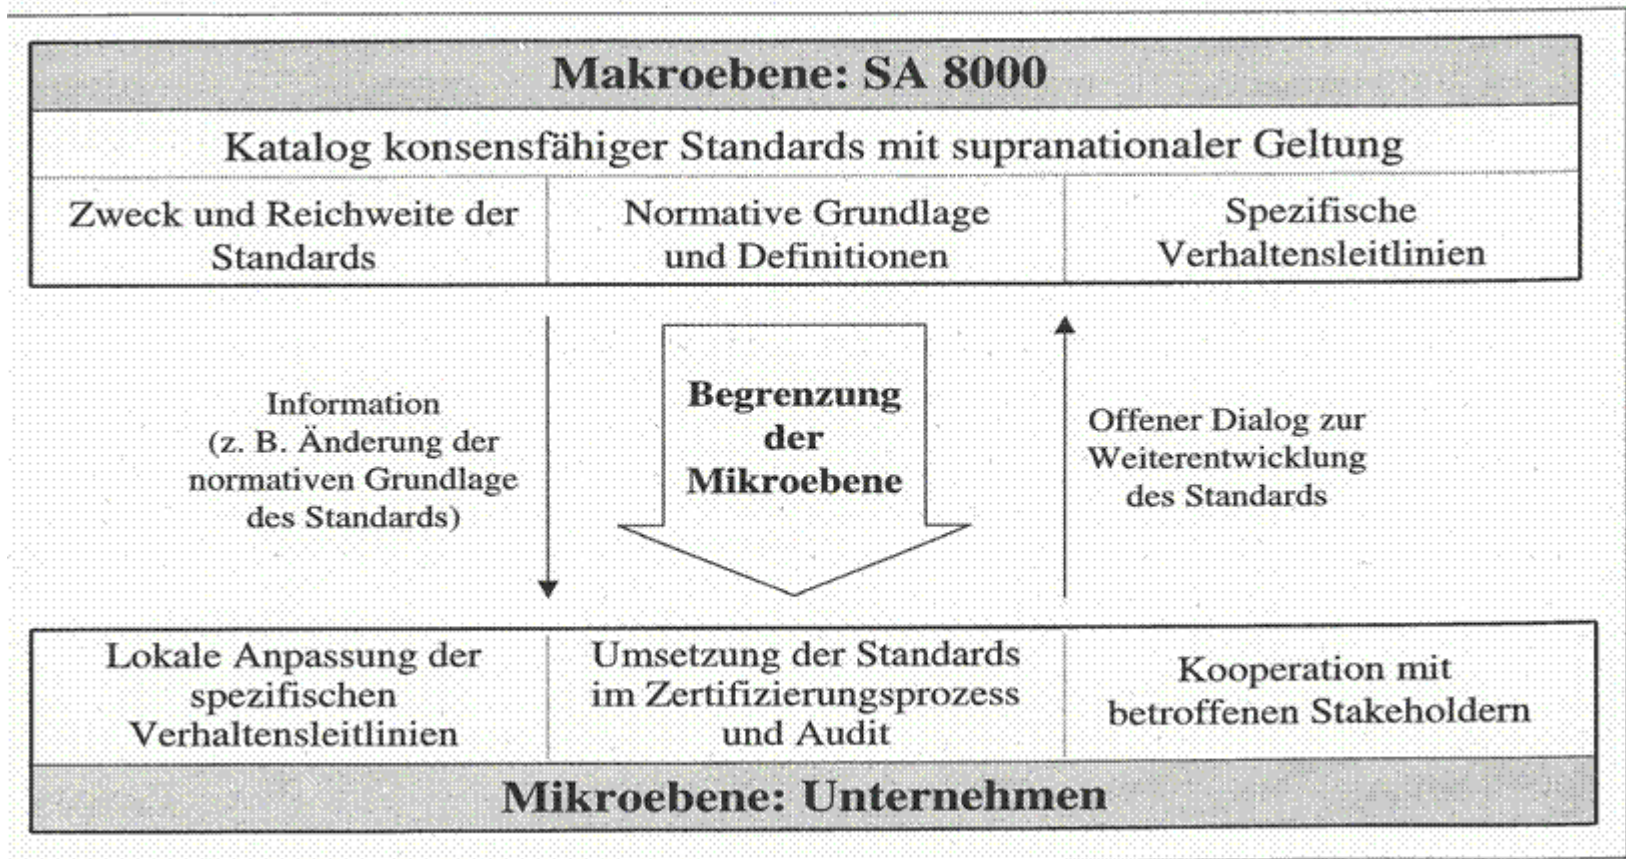 Makroebene: SA 8000
Katalog konsensfähiger Standards mit supranationaler Geltung
Zweck und Reichweite der
Standards
Normative Grundlage
und Definitionen
Spezifische
Verhaltensleitlinien
Information
(z. B. Änderung der
normativen Grundlage
des Standards)
Begrenzung
der
Mikroebene
Offener Dialog zur
Weiterentwicklung
des Standards
Lokale Anpassung der
spezifischen
Verhaltensleitlinien
Umsetzung der Standards
im Zertifizierungsprozess
und Audit
Kooperation mit
betroffenen Stakeholdern
Mikroebene: Unternehmen